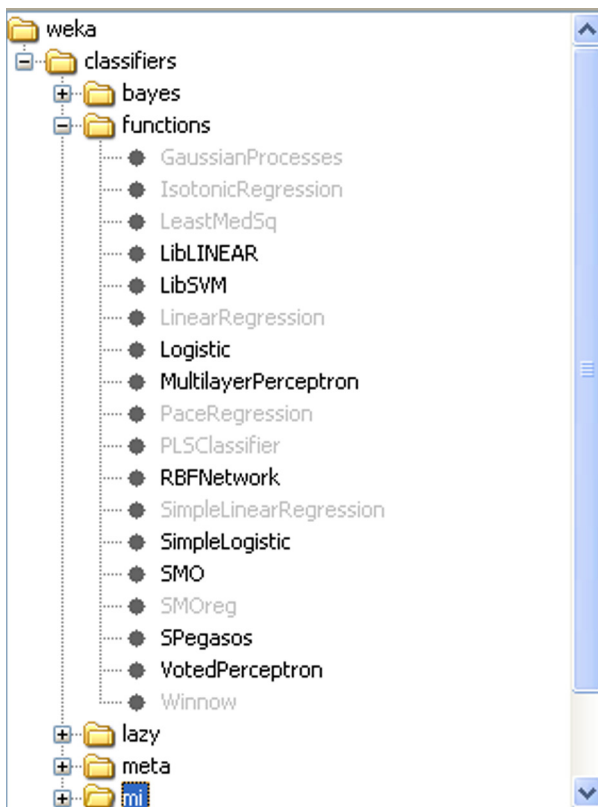 weka
classifiers
bayes
functions
GaussianProcesses
IsotonicRegression
LeastMedSq
LibLINEAR
LibSVM
LinearRegression
Logistic
MultilayerPerceptron
PaceRegression
PLSClassifier
RBFNetwork
SimpleLinearRegression
SimpleLogistic
SMO
SMOreg
SPegasos
VotedPerceptron
Winnow
lazy
meta
mi